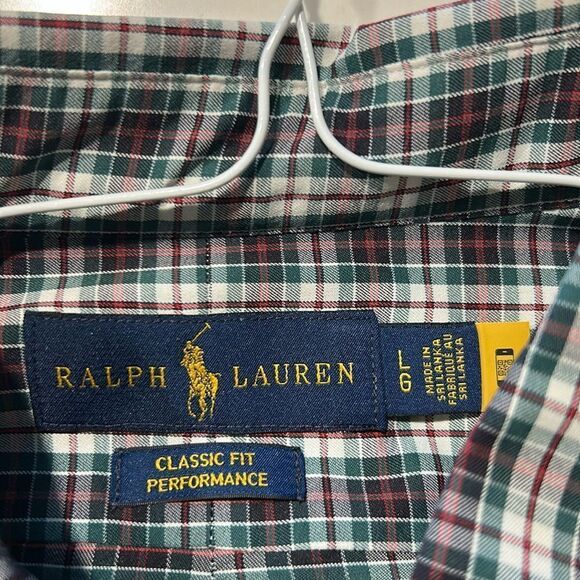 RALPH LAUREN
L
G
MADE IN
SRI LANKA
FABRIQUÉ AU
SRI LANKA
CLASSIC FIT
PERFORMANCE